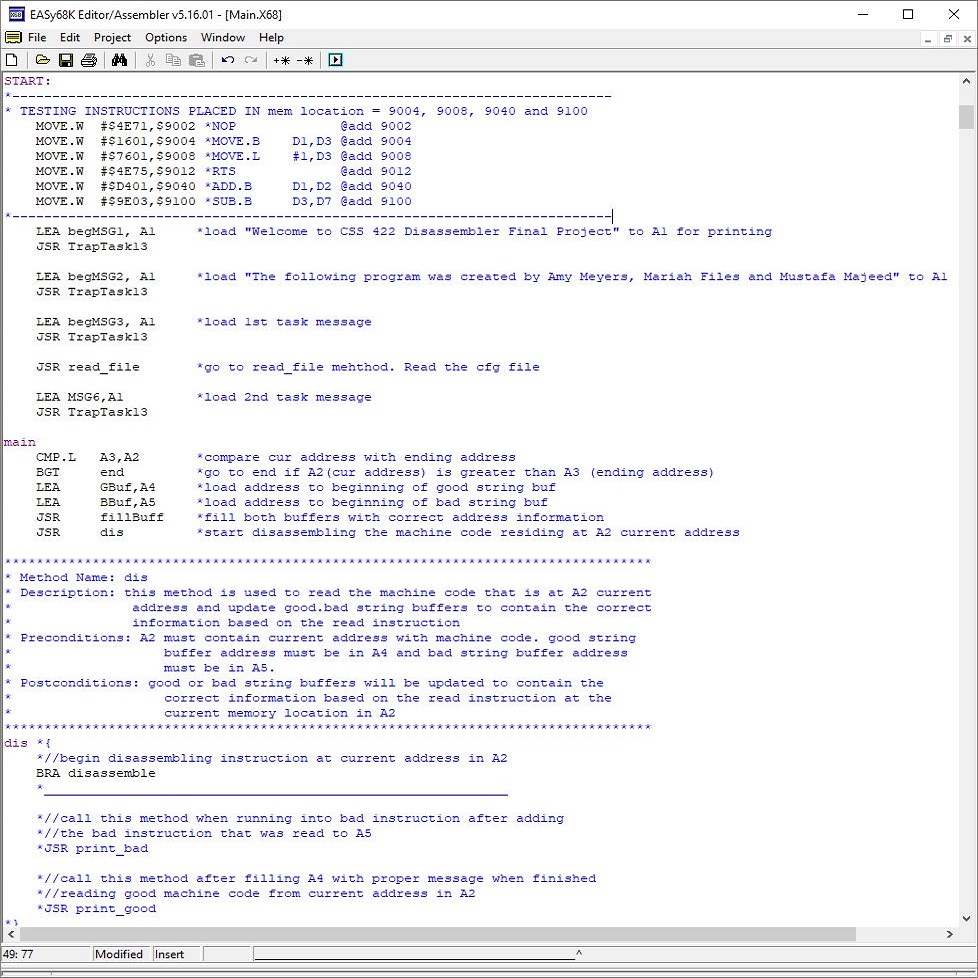 EASy68K Editor/Assembler v5.16.01 - [Main.X68]
File Edit Project Options Window Help
START:
*---------------------------------------------------------------------------
* TESTING INSTRUCTIONS PLACED IN mem location = 9004, 9008, 9040 and 9100
MOVE.W #$4E71,$9002 *NOP @add 9002
MOVE.W #$1601,$9004 *MOVE.B D1,D3 @add 9004
MOVE.W #$7601,$9008 *MOVE.L #1,D3 @add 9008
MOVE.W #$4E75,$9012 *RTS @add 9012
MOVE.W #$D401,$9040 *ADD.B D1,D2 @add 9040
MOVE.W #$9E03,$9100 *SUB.B D3,D7 @add 9100
*---------------------------------------------------------------------------
LEA begMSG1, A1 *load "Welcome to CSS 422 Disassembler Final Project" to A1 for printing
JSR TrapTask13
LEA begMSG2, A1 *load "The following program was created by Amy Meyers, Mariah Files and Mustafa Majeed" to A1
JSR TrapTask13
LEA begMSG3, A1 *load 1st task message
JSR TrapTask13
JSR read_file *go to read_file mehthod. Read the cfg file
LEA MSG6,A1 *load 2nd task message
JSR TrapTask13
main
CMP.L A3,A2 *compare cur address with ending address
BGT end *go to end if A2(cur address) is greater than A3 (ending address)
LEA GBuf,A4 *load address to beginning of good string buf
LEA BBuf,A5 *load address to beginning of bad string buf
JSR fillBuff *fill both buffers with correct address information
JSR dis *start disassembling the machine code residing at A2 current address
*********************************************************************************
* Method Name: dis
* Description: this method is used to read the machine code that is at A2 current
* address and update good.bad string buffers to contain the correct
* information based on the read instruction
* Preconditions: A2 must contain current address with machine code. good string
* buffer address must be in A4 and bad string buffer address
* must be in A5.
* Postconditions: good or bad string buffers will be updated to contain the
* correct information based on the read instruction at the
* current memory location in A2
*********************************************************************************
dis *{
*//begin disassembling instruction at current address in A2
BRA disassemble
*__________________________________________________________
*//call this method when running into bad instruction after adding
*//the bad instruction that was read to A5
*JSR print_bad
*//call this method after filling A4 with proper message when finished
*//reading good machine code from current address in A2
*JSR print_good
*}
49: 77 Modified Insert